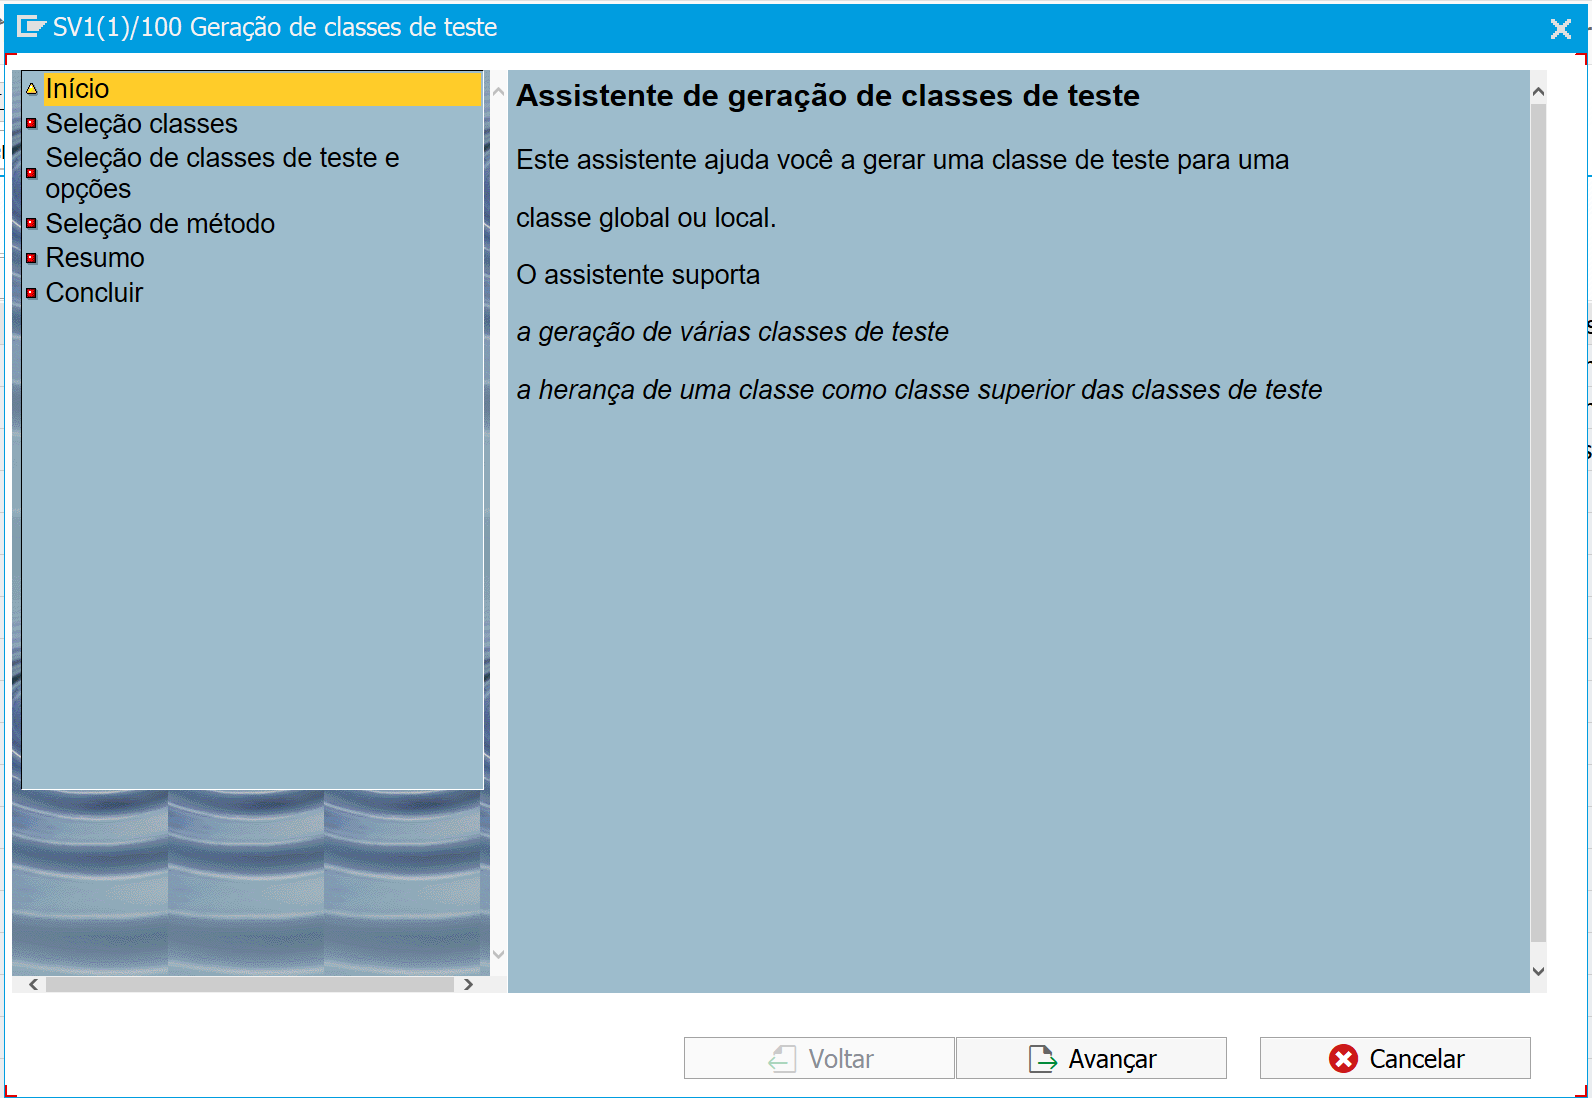 SV1(1)/100 Geração de classes de teste
Início
Seleção classes
Seleção de classes de teste e
opções
Seleção de método
Resumo
Concluir
Assistente de geração de classes de teste
Este assistente ajuda você a gerar uma classe de teste para uma
classe global ou local.
O assistente suporta
a geração de várias classes de teste
a herança de uma classe como classe superior das classes de teste
Voltar
Avançar
Cancelar